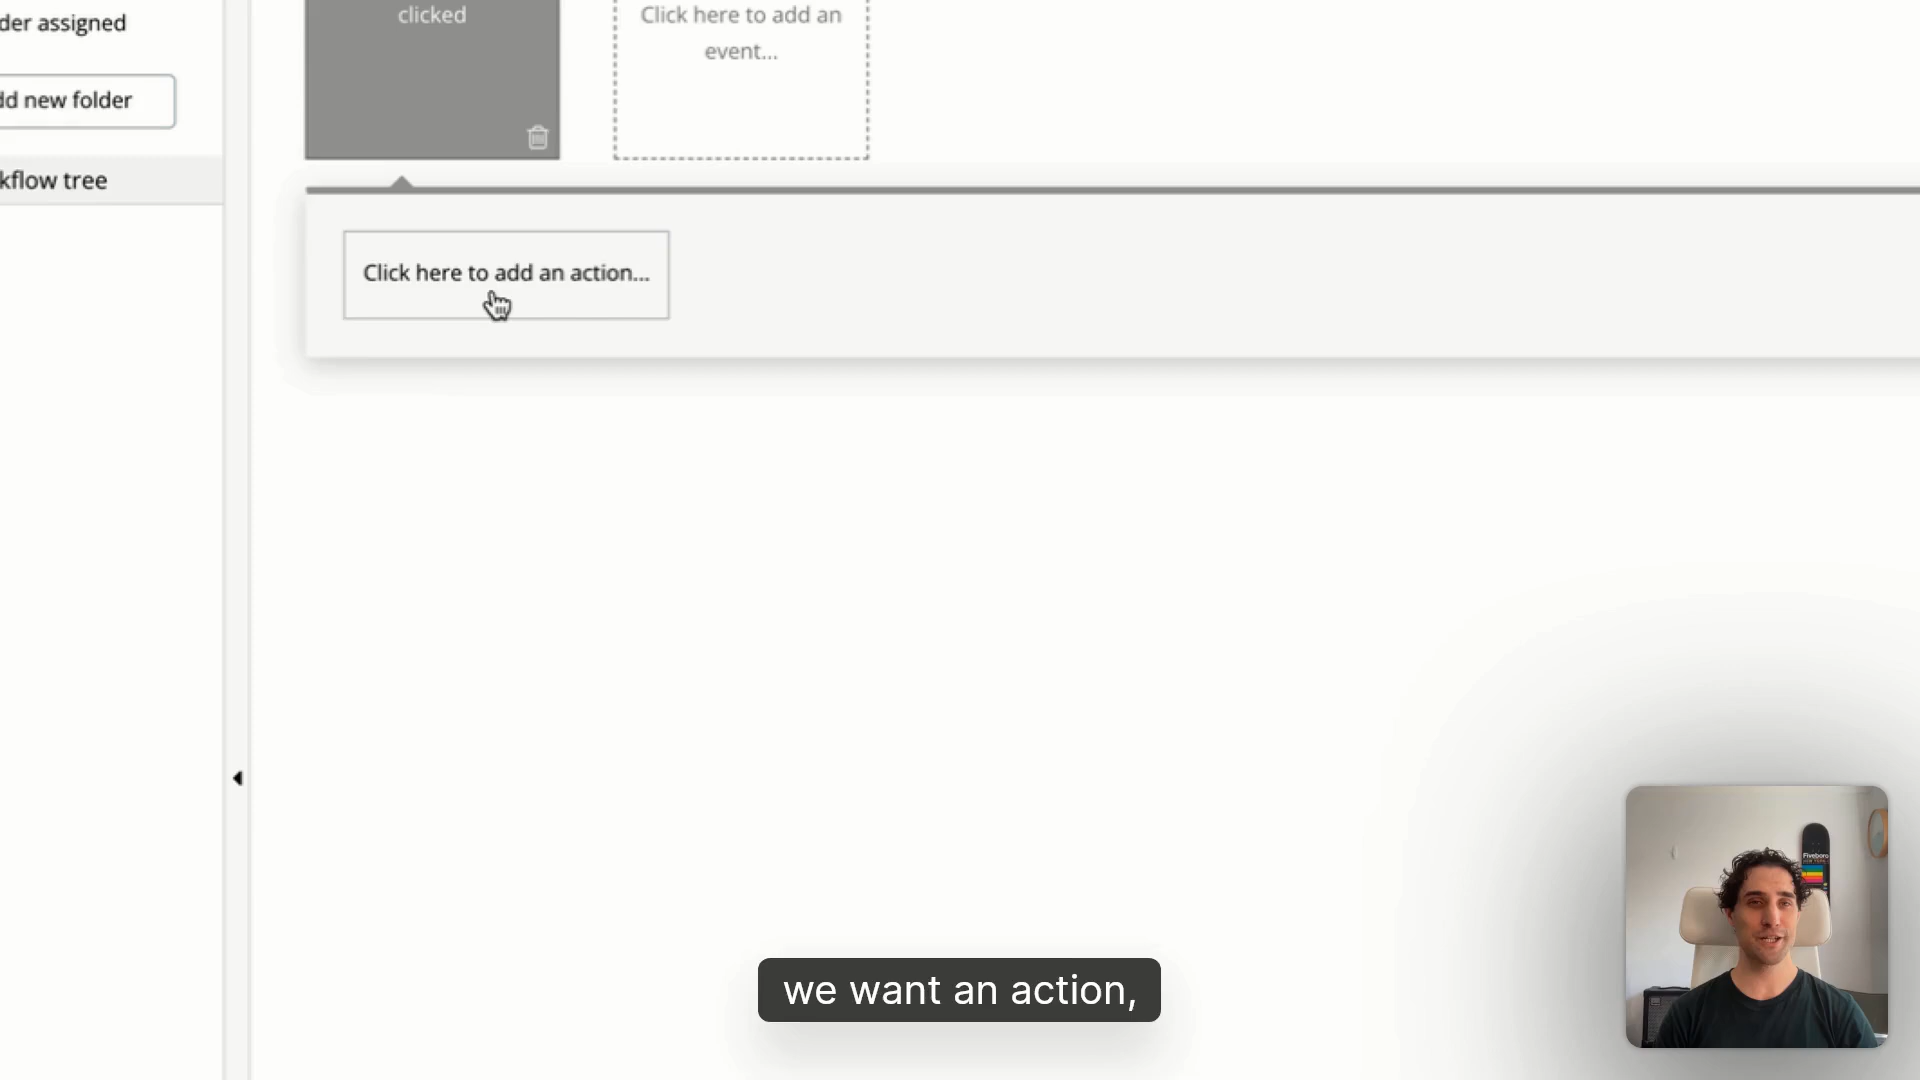 der assigned
dd new folder
kflow tree
clicked
Click here to add an
event...
Click here to add an action...
we want an action,
Fiveboro